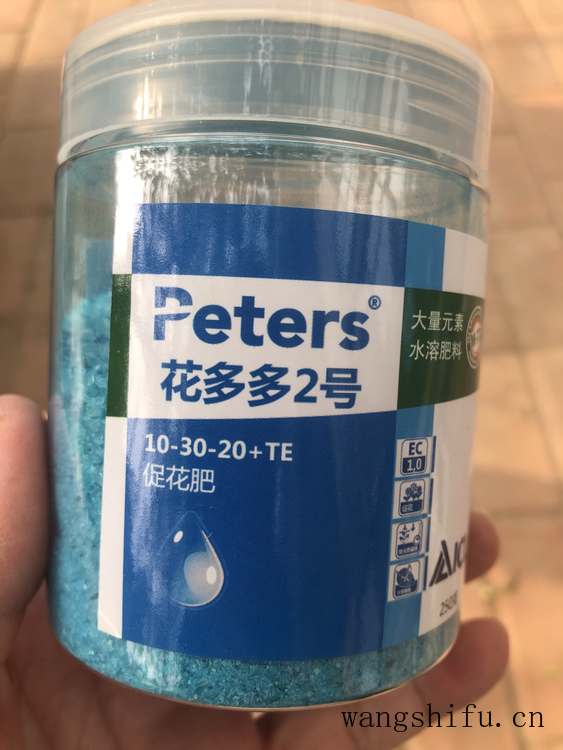 Peters®
花多多2号
10-30-20+TE
促花肥
大量元素
水溶肥料
EC
1.0
wangshifu.cn